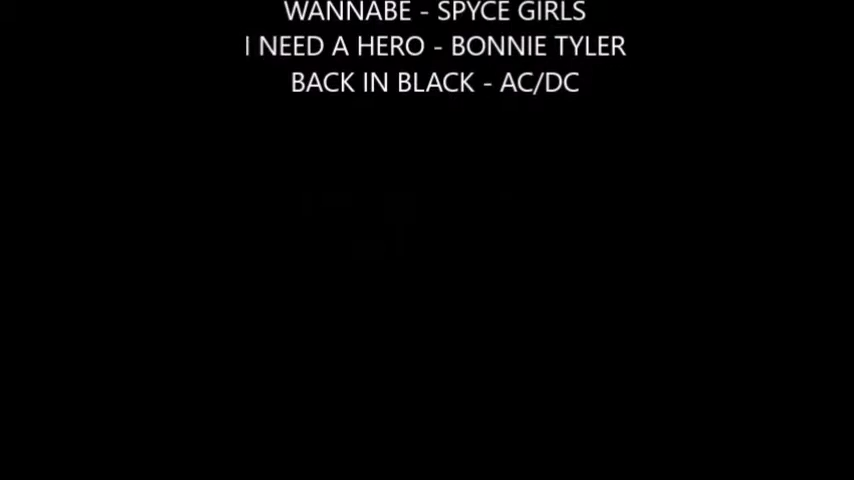 WANNABE - SPYCE GIRLS
I NEED A HERO - BONNIE TYLER
BACK IN BLACK - AC/DC